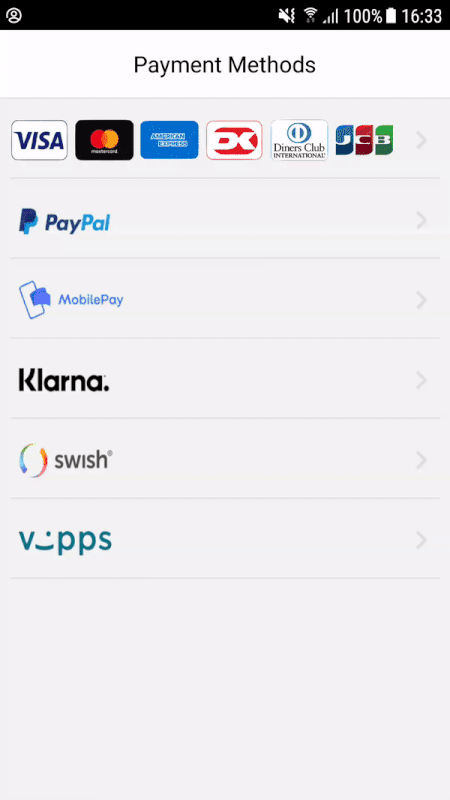 100% 16:33
Payment Methods
VISA mastercard AMERICAN EXPRESS DK Diners Club INTERNATIONAL JCB
PayPal
MobilePay
Klarna.
swish®
vipps